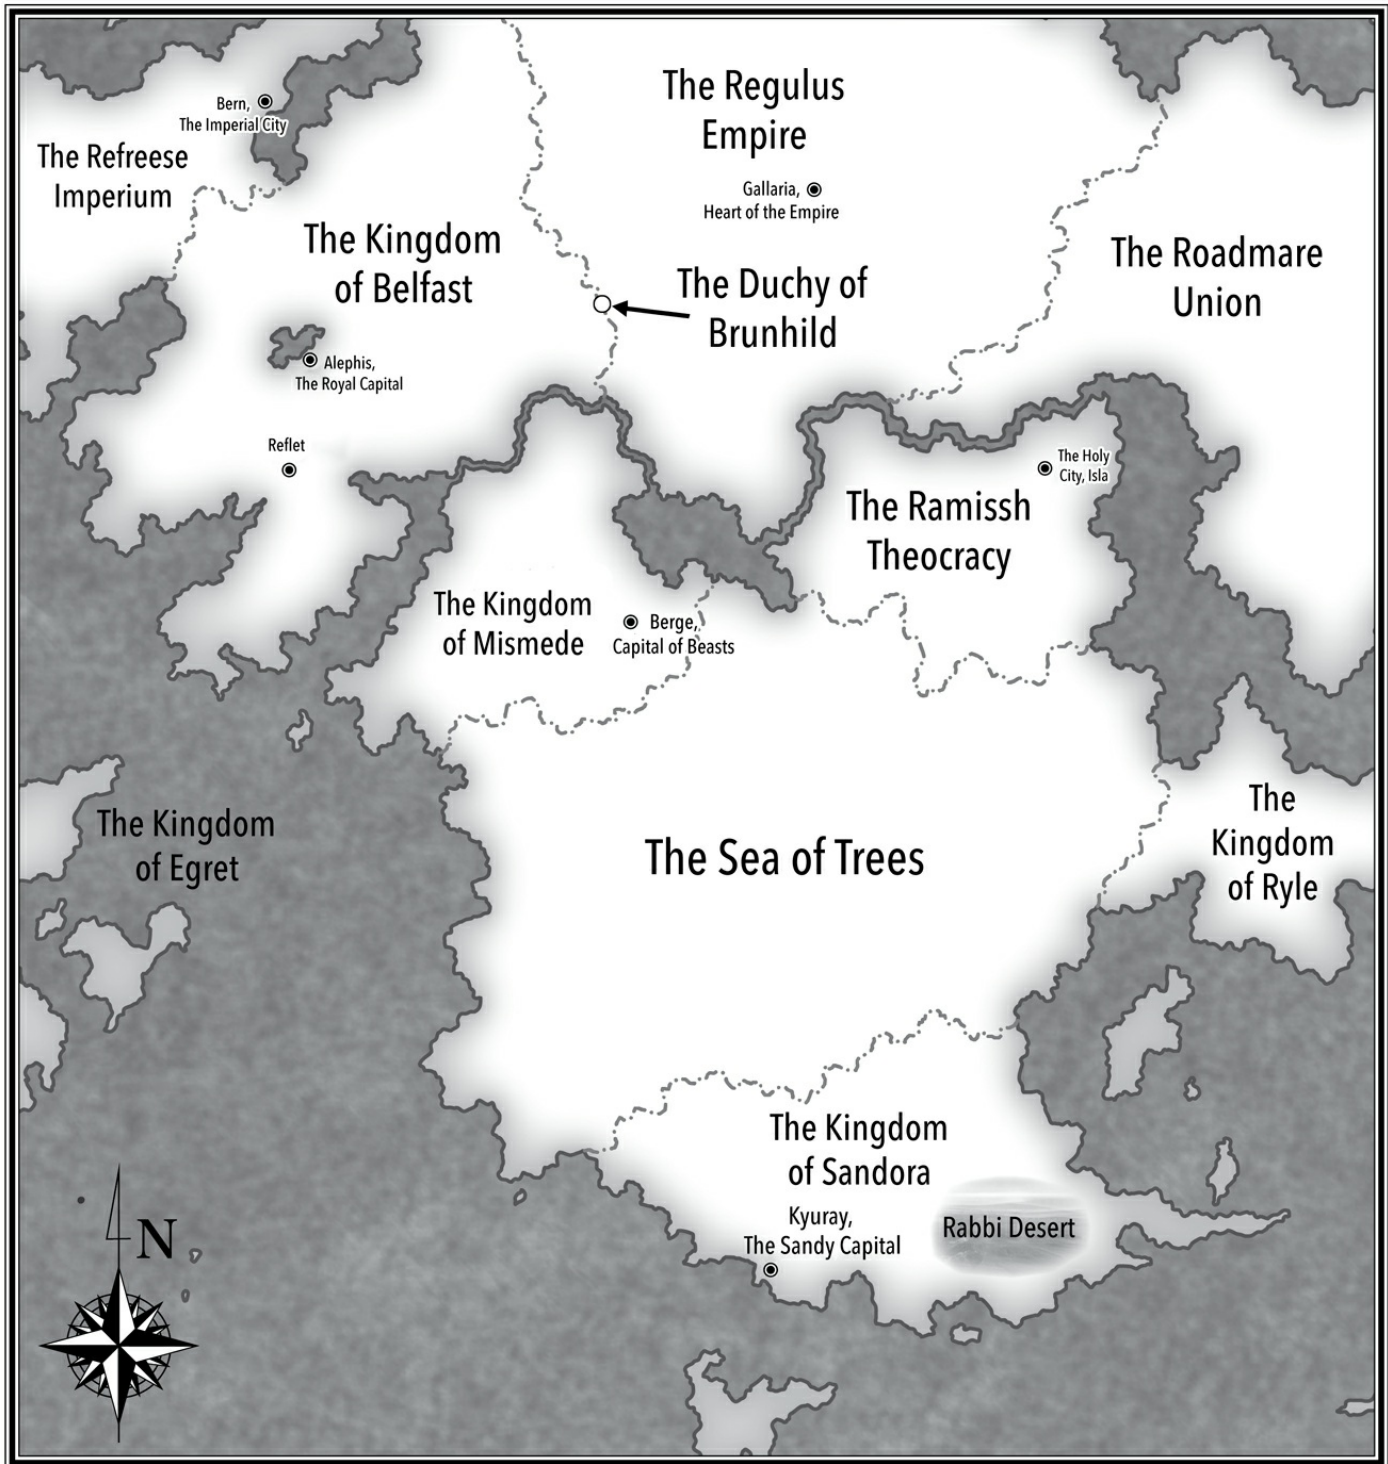 The Regulus
Empire
Bern,
The Imperial City
The Refreese
Imperium
Gallaria,
Heart of the Empire
The Kingdom
of Belfast
The Roadmare
Union
The Duchy of
Brunhild
Alephis,
The Royal Capital
Reflet
The Holy
City, Isla
The Ramissh
Theocracy
The Kingdom
of Mismede
Berge,
Capital of Beasts
The Kingdom
of Egret
The Sea of Trees
The
Kingdom
of Ryle
The Kingdom
of Sandora
Kyuray,
The Sandy Capital
Rabbi Desert
N